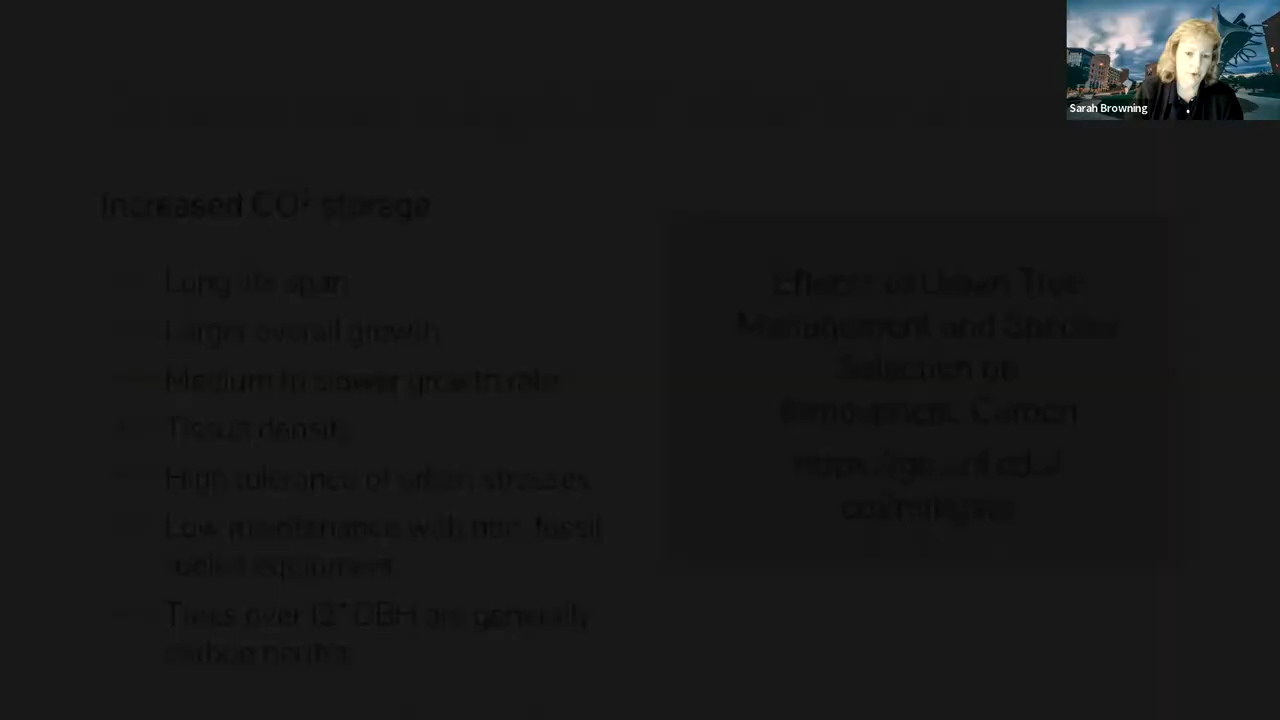 Sarah Browning
Increased CO² storage
Long life span
Larger overall growth
Medium to slower growth rate
Tissue density
High tolerance of urban stresses
Low maintenance with non-fossil
fueled equipment
Trees over 12" DBH are generally
carbon neutral
Effects of Urban Tree
Management and Species
Selection on
Atmospheric Carbon